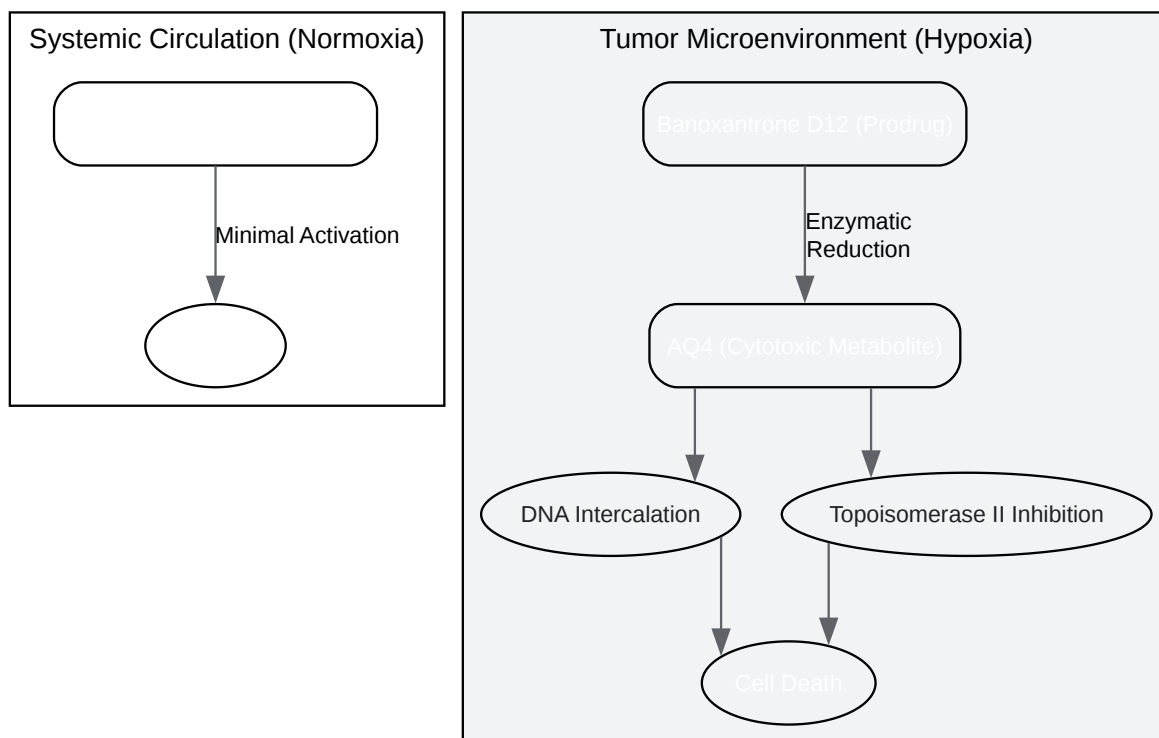 Systemic Circulation (Normoxia)
Minimal Activation
Tumor Microenvironment (Hypoxia)
Banoxantrone D12 (Prodrug)
Enzymatic
Reduction
AQ4 (Cytotoxic Metabolite)
DNA Intercalation
Topoisomerase II Inhibition
Cell Death